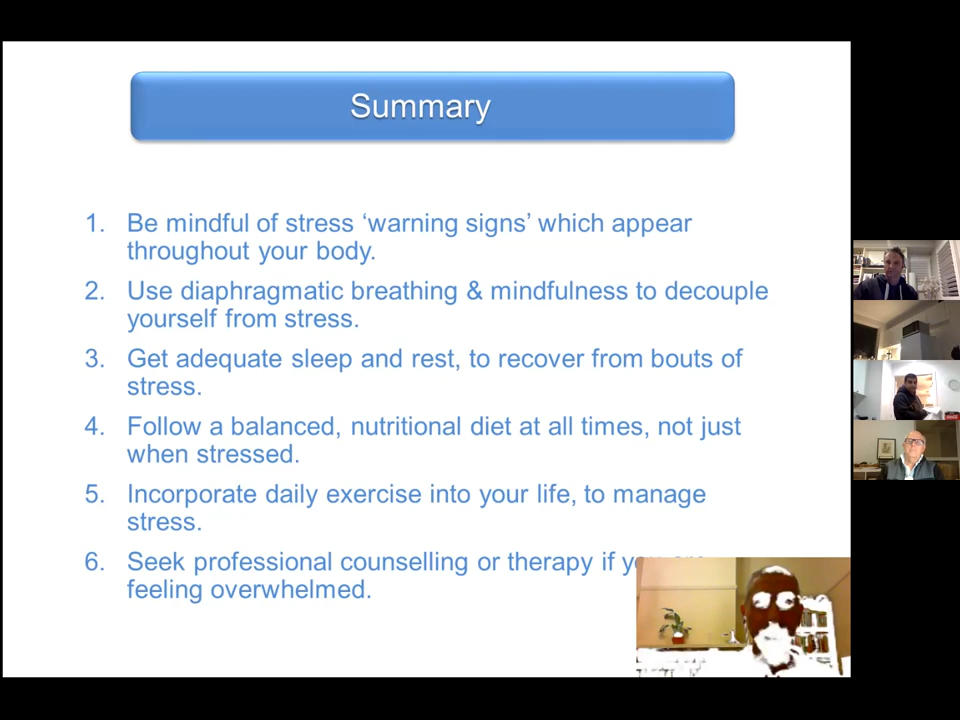 Summary
1. Be mindful of stress ‘warning signs’ which appear
throughout your body.
2. Use diaphragmatic breathing & mindfulness to decouple
yourself from stress.
3. Get adequate sleep and rest, to recover from bouts of
stress.
4. Follow a balanced, nutritional diet at all times, not just
when stressed.
5. Incorporate daily exercise into your life, to manage
stress.
6. Seek professional counselling or therapy if you are
feeling overwhelmed.